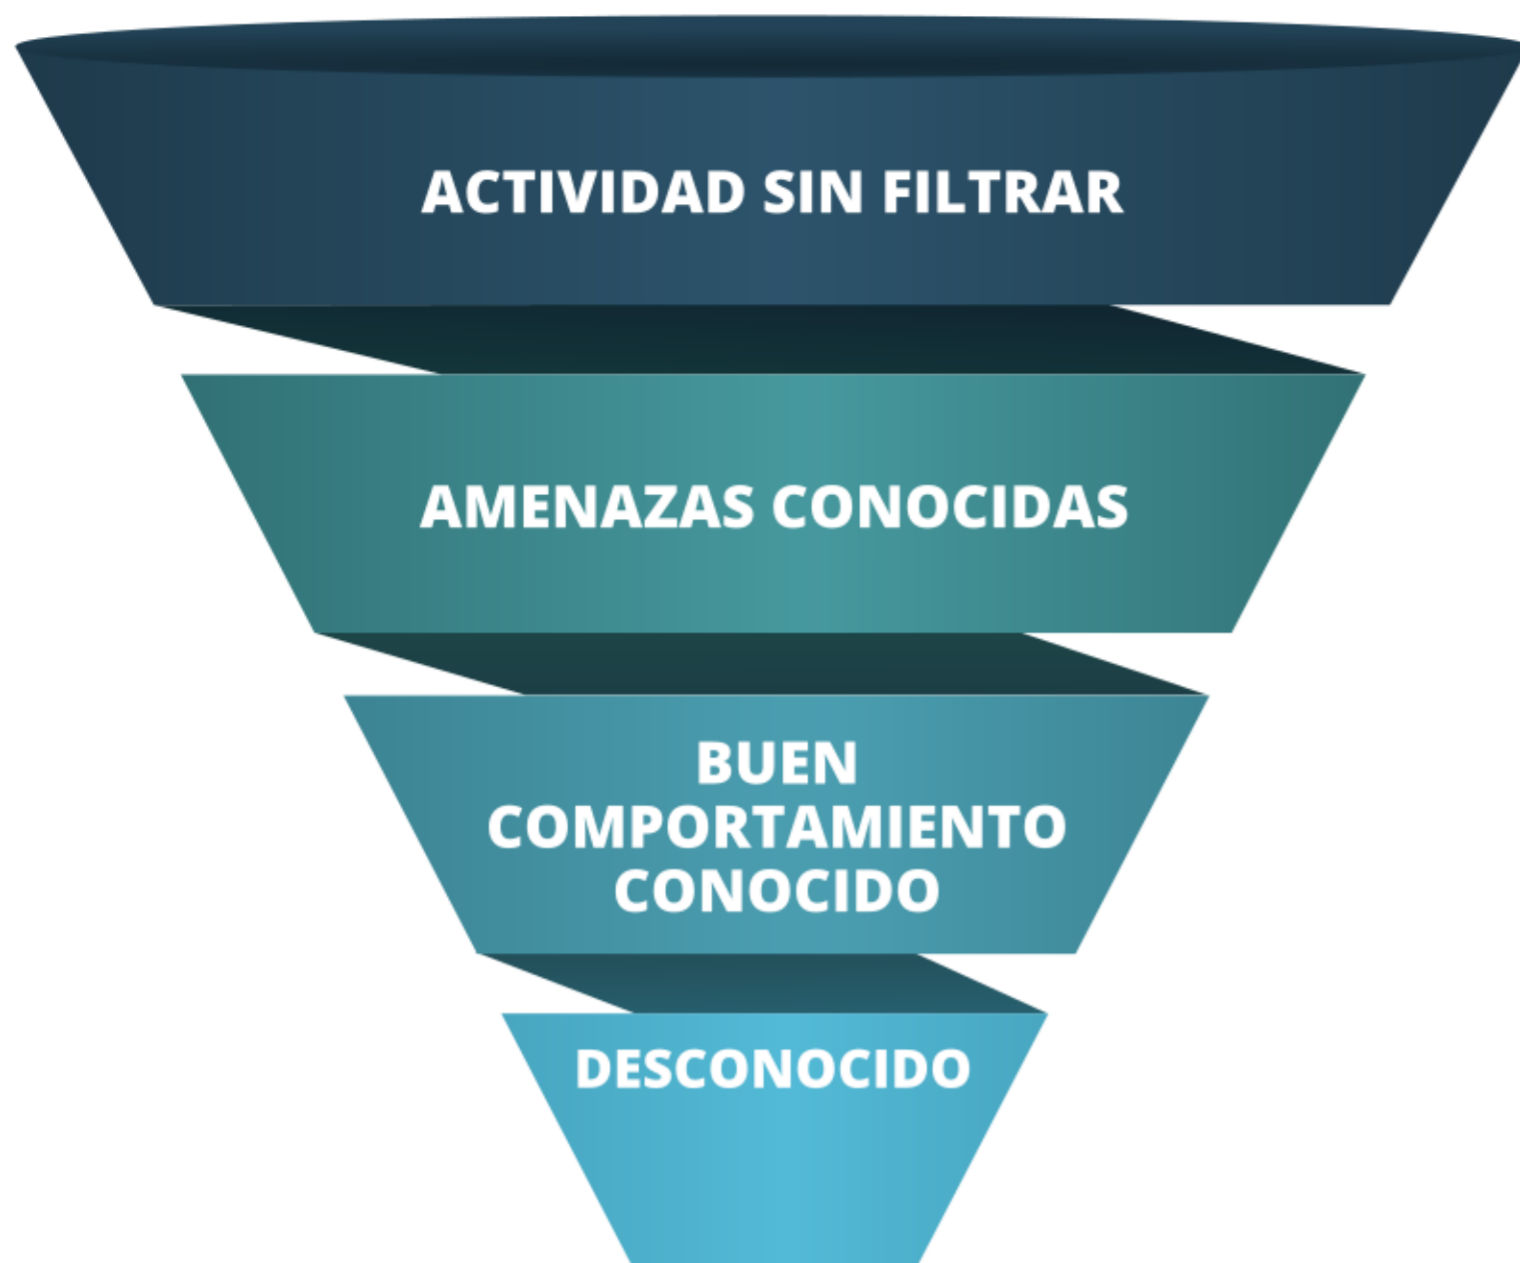 ACTIVIDAD SIN FILTRAR
AMENAZAS CONOCIDAS
BUEN
COMPORTAMIENTO
CONOCIDO
DESCONOCIDO